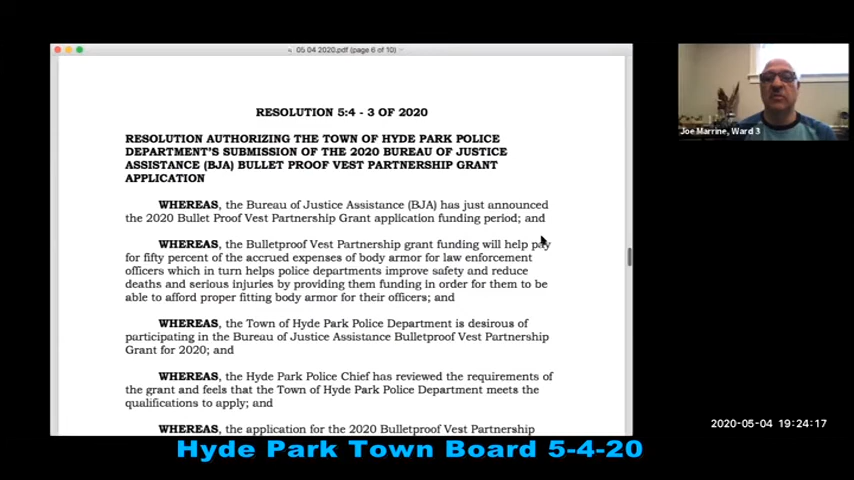 05 04 2020.pdf (page 6 of 10)
RESOLUTION 5:4 - 3 OF 2020
RESOLUTION AUTHORIZING THE TOWN OF HYDE PARK POLICE
DEPARTMENT'S SUBMISSION OF THE 2020 BUREAU OF JUSTICE
ASSISTANCE (BJA) BULLET PROOF VEST PARTNERSHIP GRANT
APPLICATION
WHEREAS, the Bureau of Justice Assistance (BJA) has just announced
the 2020 Bullet Proof Vest Partnership Grant application funding period; and
WHEREAS, the Bulletproof Vest Partnership grant funding will help pay
for fifty percent of the accrued expenses of body armor for law enforcement
officers which in turn helps police departments improve safety and reduce
deaths and serious injuries by providing them funding in order for them to be
able to afford proper fitting body armor for their officers; and
WHEREAS, the Town of Hyde Park Police Department is desirous of
participating in the Bureau of Justice Assistance Bulletproof Vest Partnership
Grant for 2020; and
WHEREAS, the Hyde Park Police Chief has reviewed the requirements of
the grant and feels that the Town of Hyde Park Police Department meets the
qualifications to apply; and
WHEREAS, the application for the 2020 Bulletproof Vest Partnership
Joe Marrine, Ward 3
2020-05-04 19:24:17
Hyde Park Town Board 5-4-20